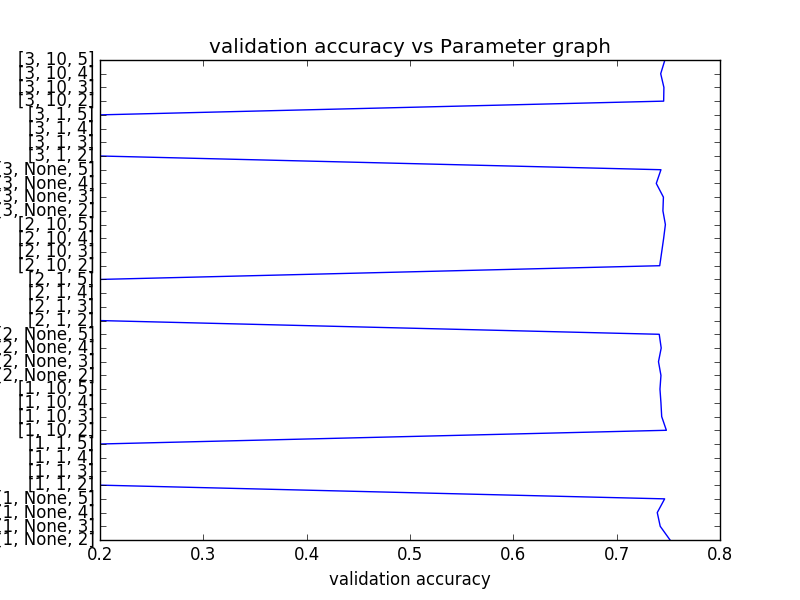 validation accuracy vs Parameter graph
[3, 10, 5]
[3, 10, 4]
[3, 10, 3]
[3, 10, 2]
[3, 1, 5]
[3, 1, 4]
[3, 1, 3]
[3, 1, 2]
[3, None, 5]
[3, None, 4]
[3, None, 3]
[3, None, 2]
[2, 10, 5]
[2, 10, 4]
[2, 10, 3]
[2, 10, 2]
[2, 1, 5]
[2, 1, 4]
[2, 1, 3]
[2, 1, 2]
[2, None, 5]
[2, None, 4]
[2, None, 3]
[2, None, 2]
[1, 10, 5]
[1, 10, 4]
[1, 10, 3]
[1, 10, 2]
[1, 1, 5]
[1, 1, 4]
[1, 1, 3]
[1, 1, 2]
[1, None, 5]
[1, None, 4]
[1, None, 3]
[1, None, 2]
0.2 0.3 0.4 0.5 0.6 0.7 0.8
validation accuracy